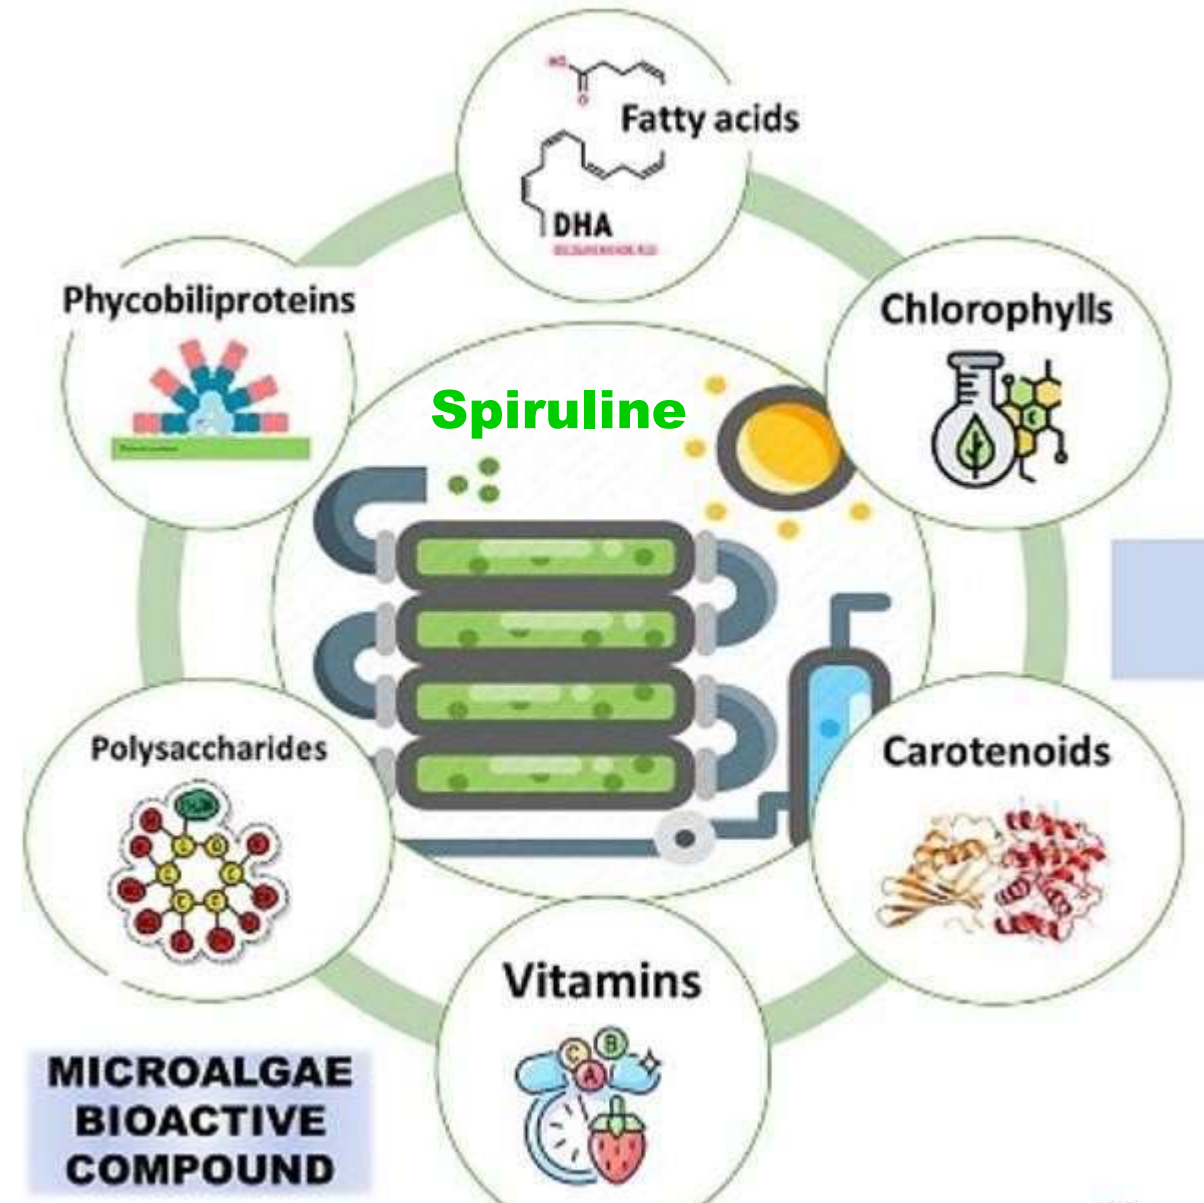 Fatty acids
DHA
Phycobiliproteins
Chlorophylls
Spiruline
Polysaccharides
Carotenoids
Vitamins
C
B
A
MICROALGAE
BIOACTIVE
COMPOUND